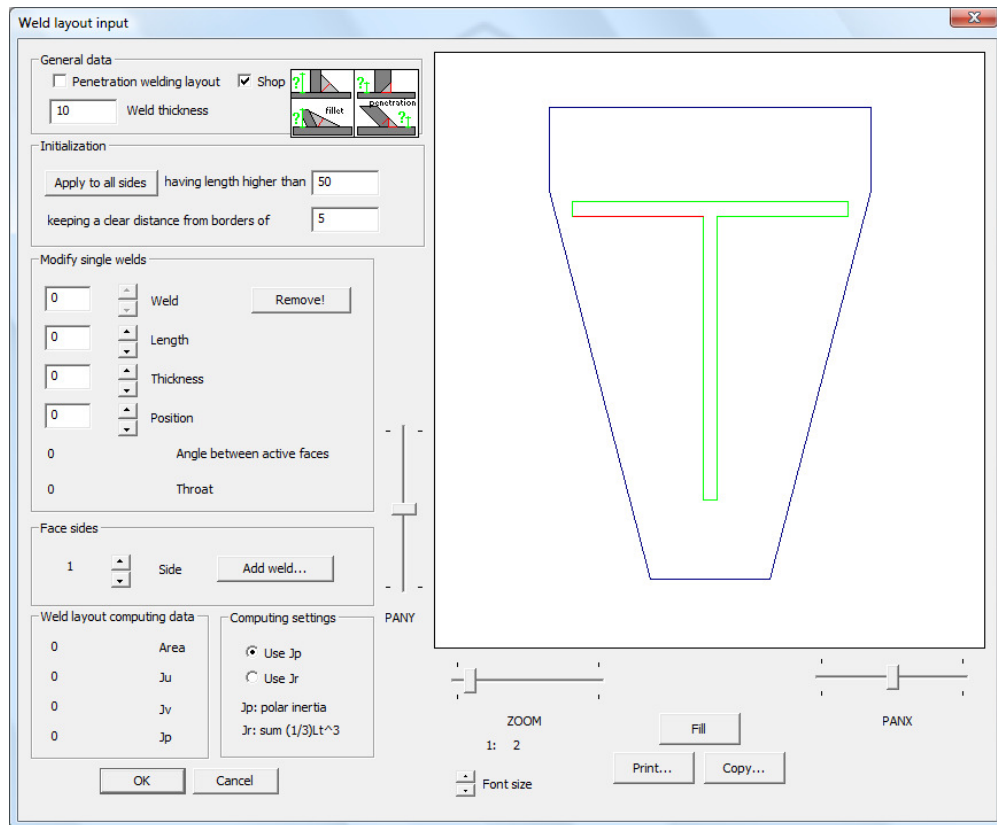 Weld layout input
General data
Penetration welding layout
Shop
10
Weld thickness
?
?
fillet
penetration
?
?
Initialization
Apply to all sides
having length higher than
50
keeping a clear distance from borders of
5
Modify single welds
0
Weld
Remove!
0
Length
0
Thickness
0
Position
0
Angle between active faces
0
Throat
Face sides
1
Side
Add weld...
PANY
Weld layout computing data
0
Area
0
Ju
0
Jv
0
Jp
Computing settings
Use Jp
Use Jr
Jp: polar inertia
Jr: sum (1/3)Lt^3
OK
Cancel
ZOOM
1: 2
Font size
Fill
Print...
Copy...
PANX